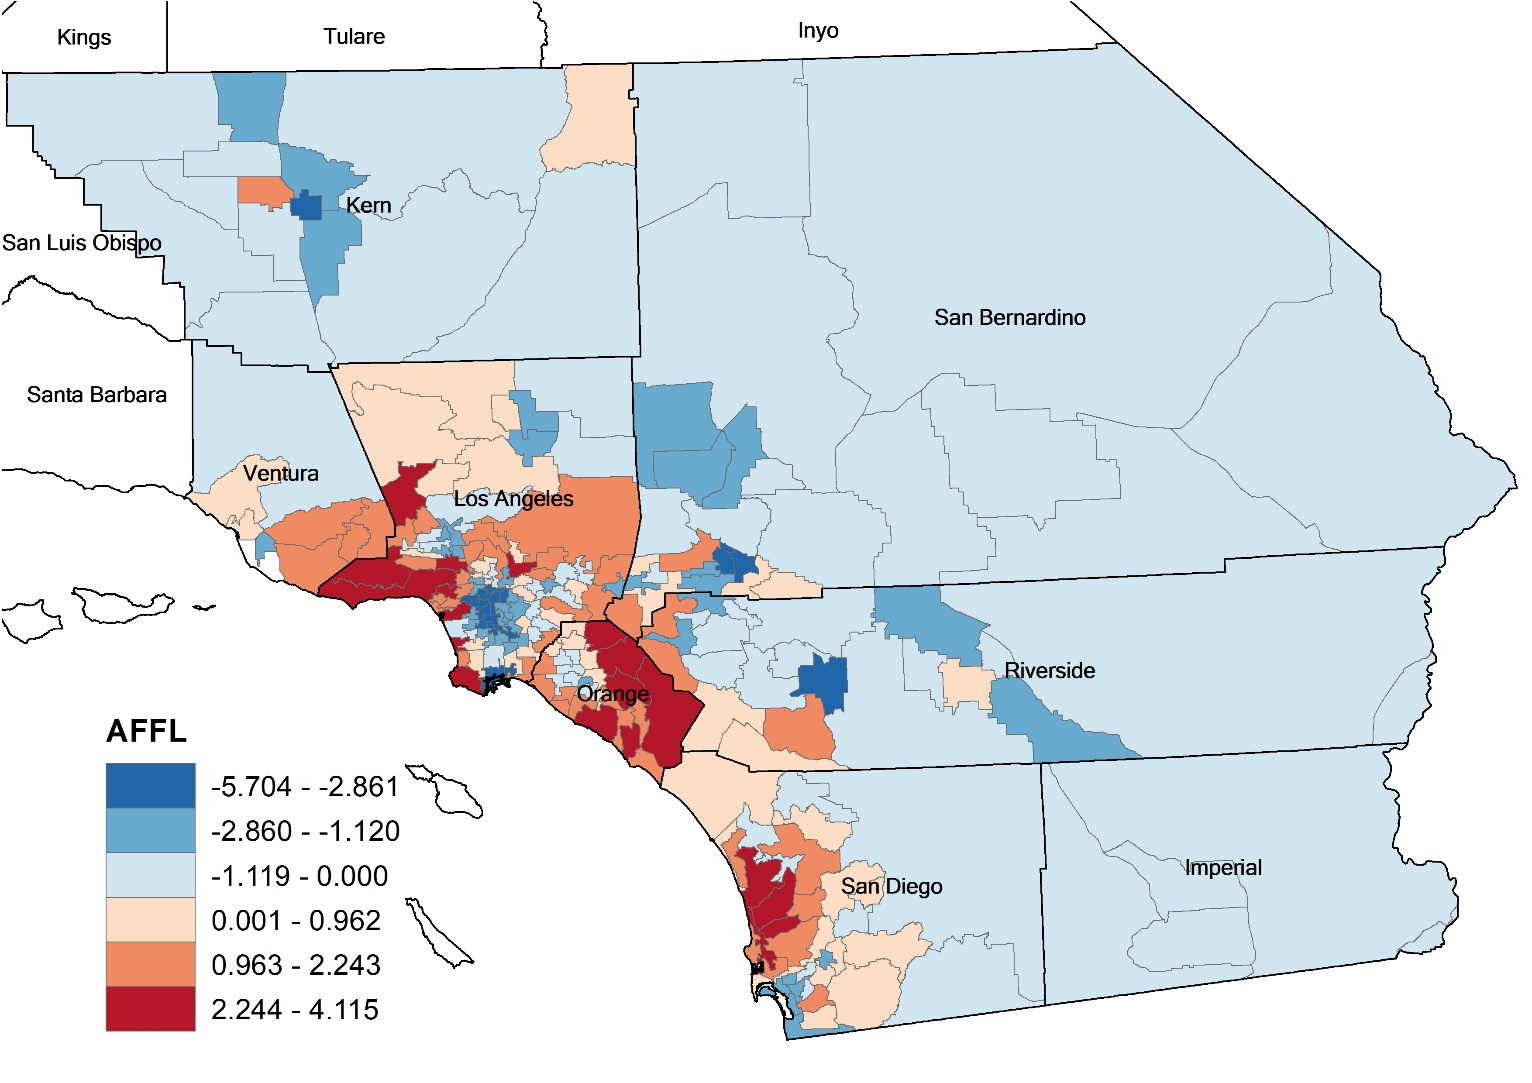 Kings
Tulare
Inyo
Kern
San Luis Obispo
San Bernardino
Santa Barbara
Ventura
Los Angeles
Riverside
Orange
AFFL
-5.704 - -2.861
-2.860 - -1.120
-1.119 - 0.000
0.001 - 0.962
0.963 - 2.243
2.244 - 4.115
Imperial
San Diego